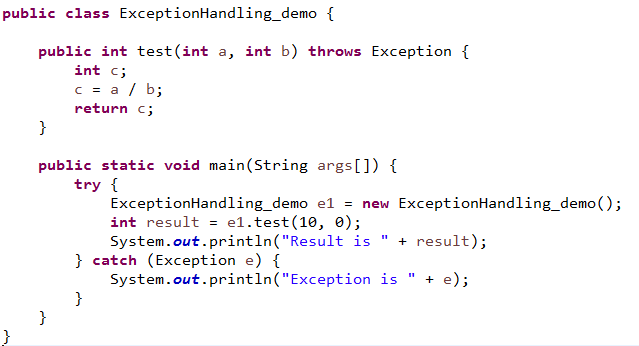 public class ExceptionHandling_demo {
public int test(int a, int b) throws Exception {
int c;
c = a / b;
return c;
}
public static void main(String args[]) {
try {
ExceptionHandling_demo e1 = new ExceptionHandling_demo();
int result = e1.test(10, 0);
System.out.println("Result is " + result);
} catch (Exception e) {
System.out.println("Exception is " + e);
}
}
}